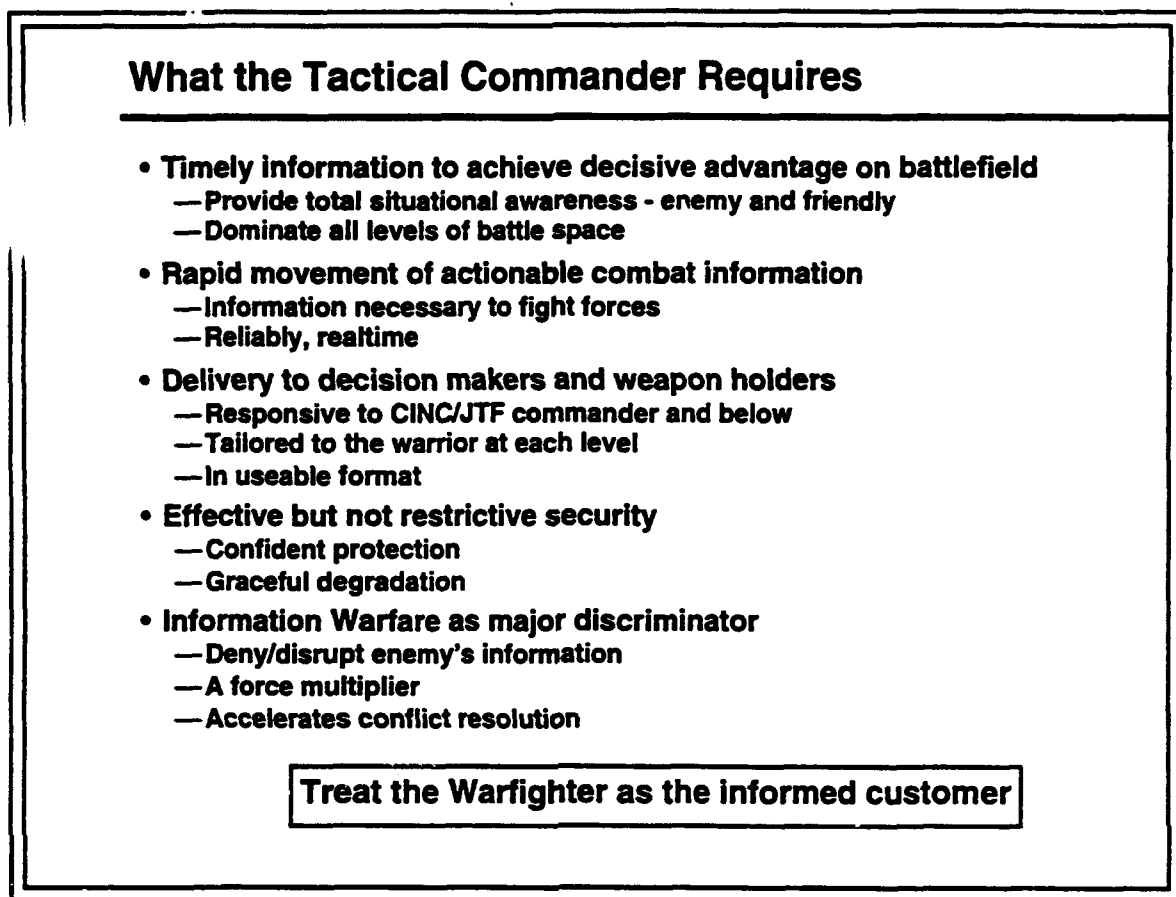 What the Tactical Commander Requires
• Timely information to achieve decisive advantage on battlefield
—Provide total situational awareness - enemy and friendly
—Dominate all levels of battle space
• Rapid movement of actionable combat information
—Information necessary to fight forces
—Reliably, realtime
• Delivery to decision makers and weapon holders
—Responsive to CINC/JTF commander and below
—Tailored to the warrior at each level
—In useable format
• Effective but not restrictive security
—Confident protection
—Graceful degradation
• Information Warfare as major discriminator
—Deny/disrupt enemy's information
—A force multiplier
—Accelerates conflict resolution
Treat the Warfighter as the informed customer